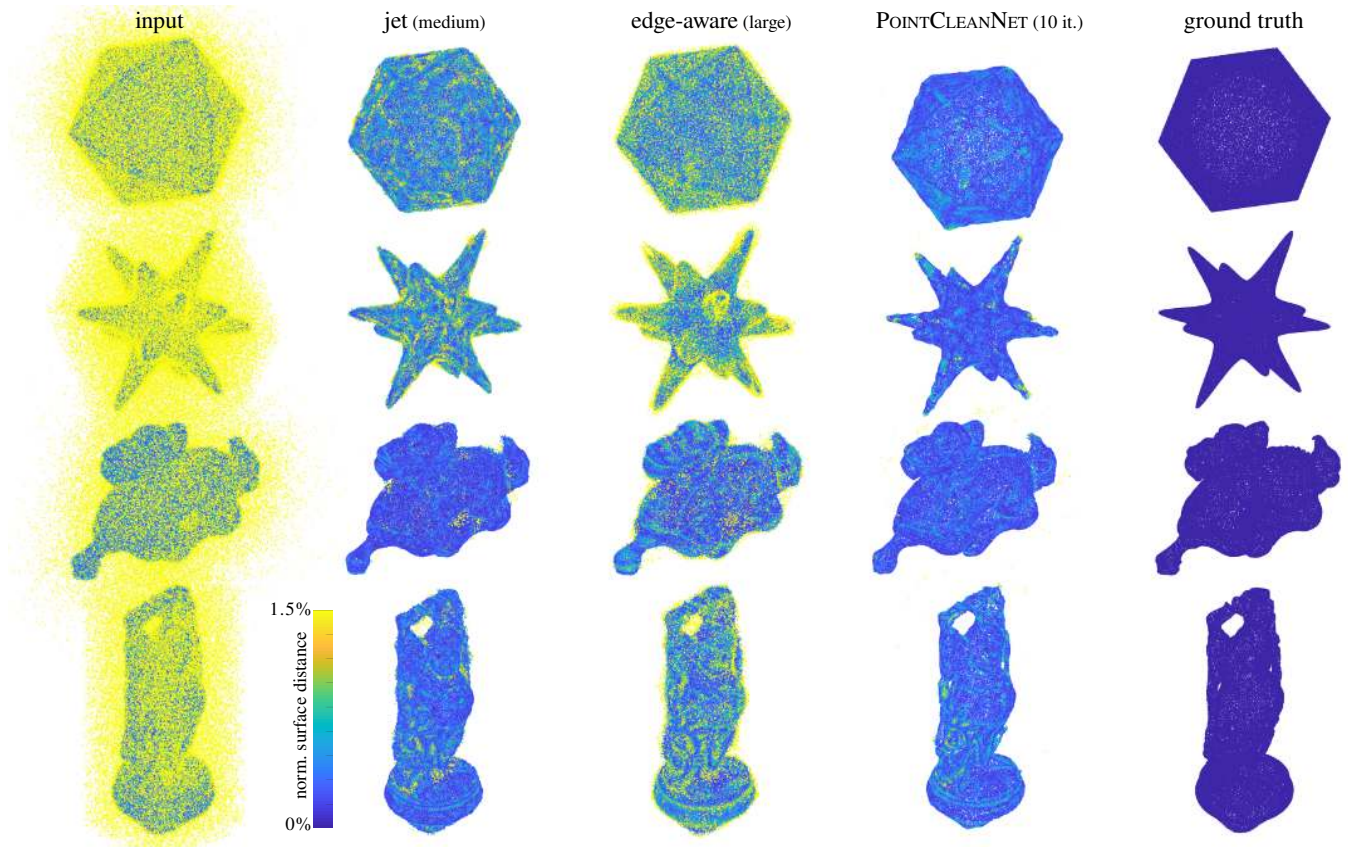 input
jet (medium)
edge-aware (large)
POINTCLEANNET (10 it.)
ground truth
1.5%
norm. surface distance
0%